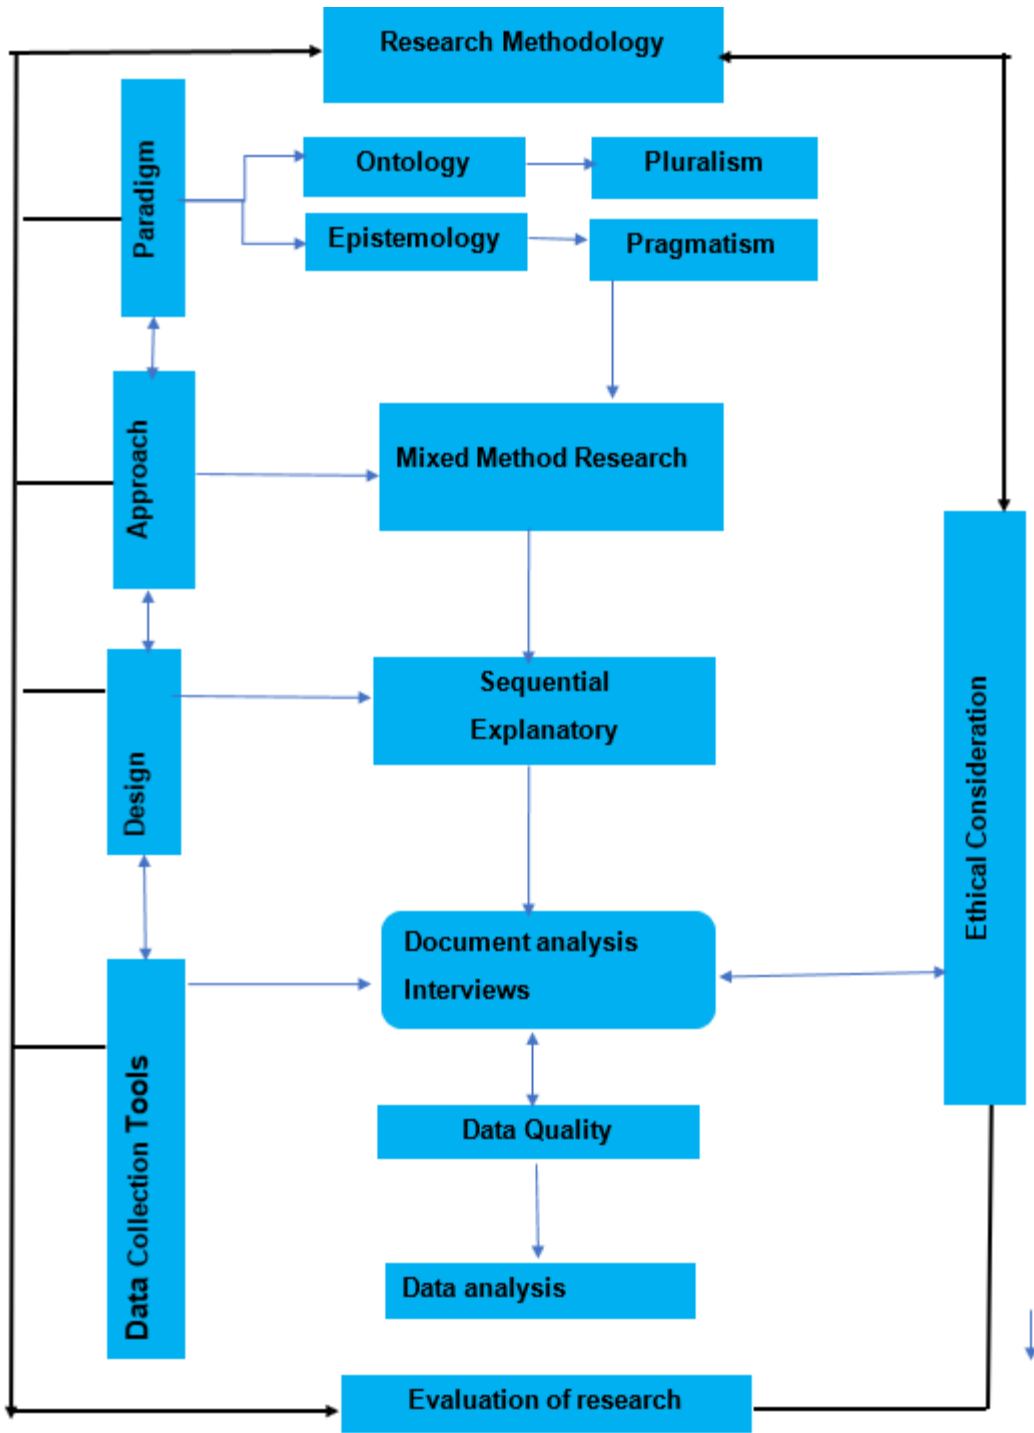 Research Methodology
Paradigm
Ontology
Pluralism
Epistemology
Pragmatism
Approach
Mixed Method Research
Design
Sequential
Explanatory
Ethical Consideration
Data Collection Tools
Document analysis
Interviews
Data Quality
Data analysis
Evaluation of research